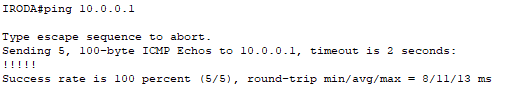 IRODA#ping 10.0.0.1
Type escape sequence to abort.
Sending 5, 100-byte ICMP Echos to 10.0.0.1, timeout is 2 seconds:
!!!!!
Success rate is 100 percent (5/5), round-trip min/avg/max = 8/11/13 ms